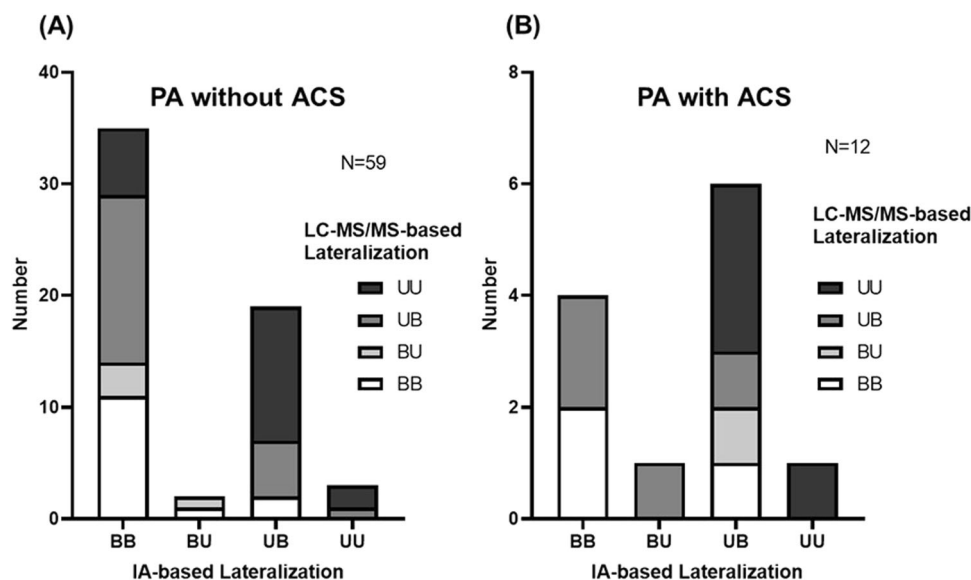 (A)
PA without ACS
N=59
LC-MS/MS-based
Lateralization
UU
UB
BU
BB
Number
40
30
20
10
0
BB BU UB UU
IA-based Lateralization
(B)
PA with ACS
N=12
LC-MS/MS-based
Lateralization
UU
UB
BU
BB
Number
8
6
4
2
0
BB BU UB UU
IA-based Lateralization